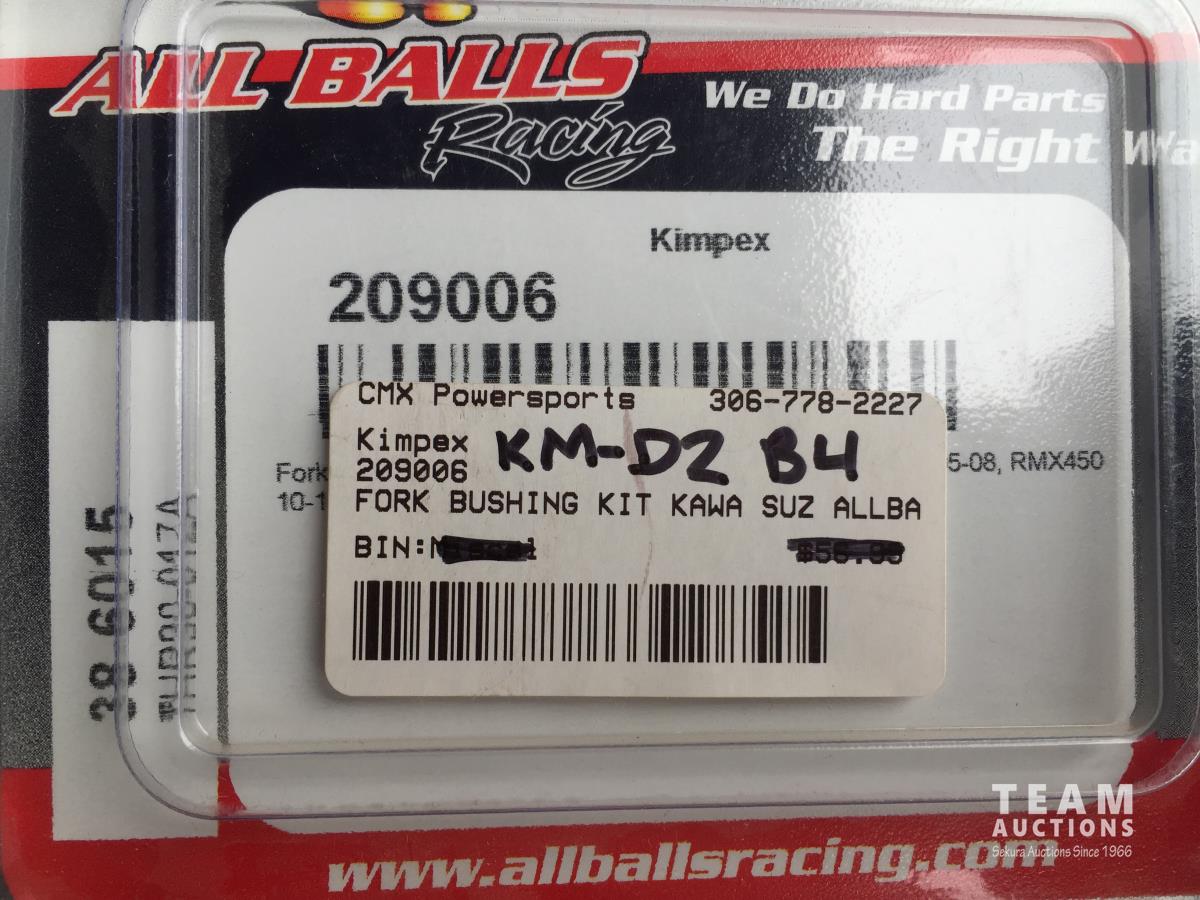 ALL BALLS
Racing
We Do Hard Parts
The Right Wa
Kimpex
209006
CMX Powersports 306-778-2227
Kimpex KM-D2 B4
209006
FORK BUSHING KIT KAWA SUZ ALLBA
BIN:
Fork 5-08, RMX450
10-1
38-6015
TEAM
AUCTIONS
Sekura Auctions Since 1966
www.allballsracing.com